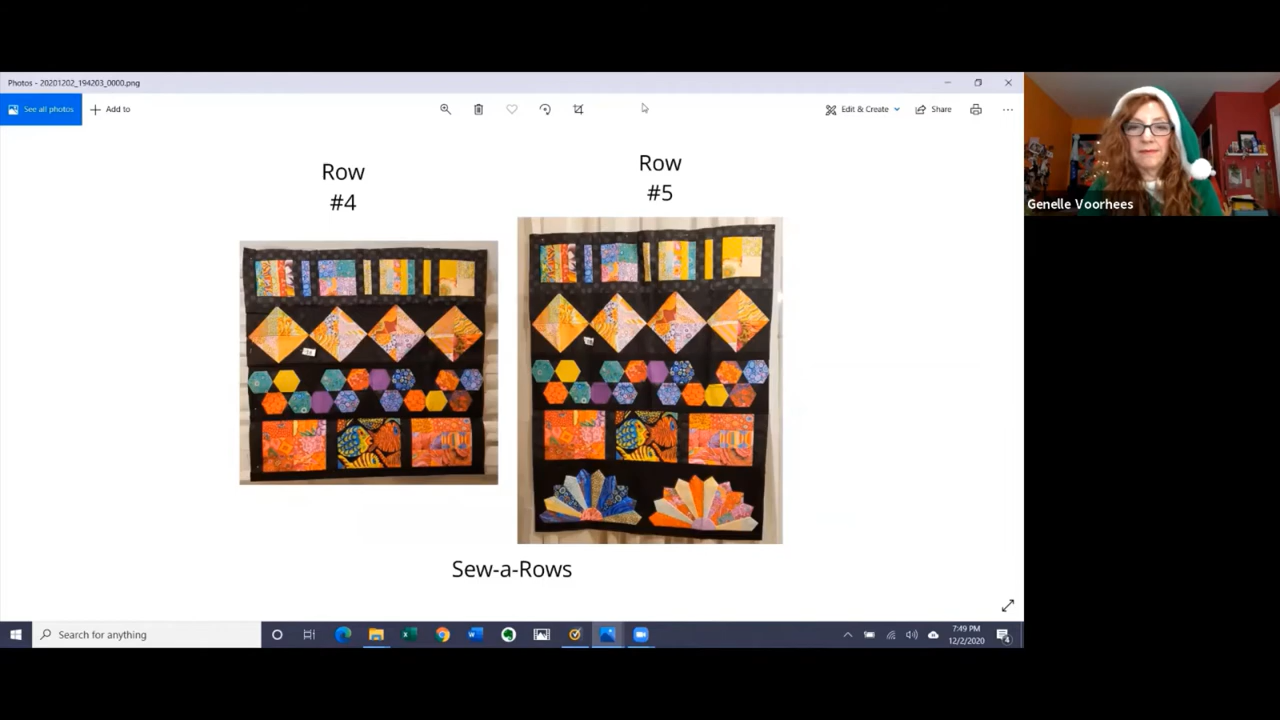 Photos - 20201202_194203_0000.png
See all photos
Add to
Edit & Create
Share
Row
#4
Row
#5
Genelle Voorhees
Sew-a-Rows
Search for anything
7:49 PM
12/2/2020
4